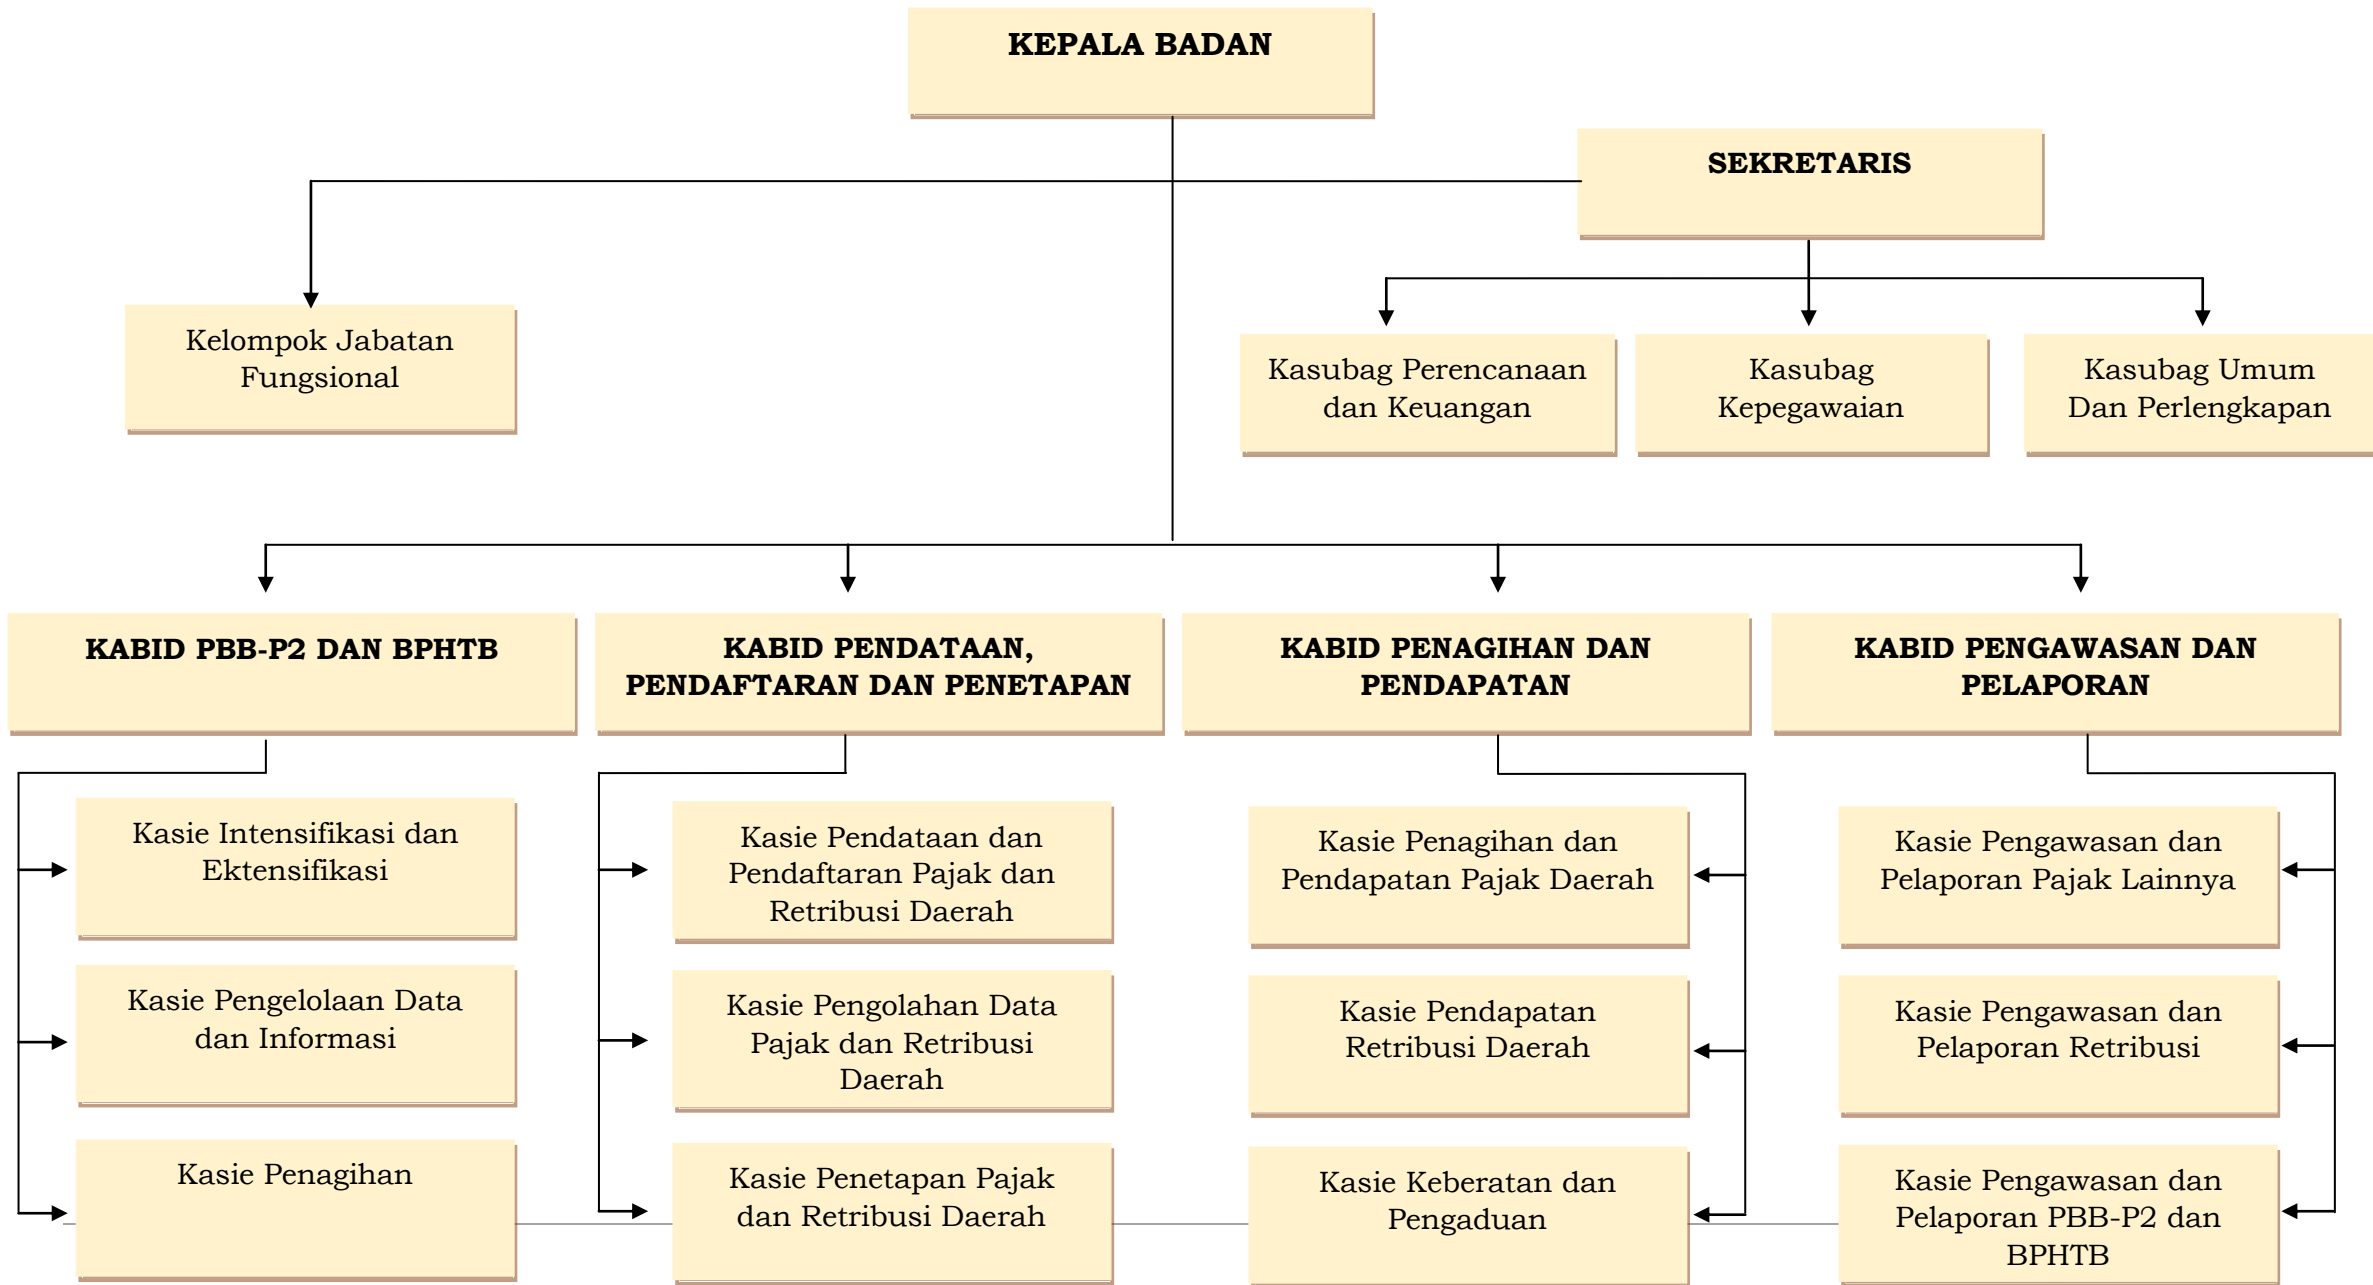 KEPALA BADAN
SEKRETARIS
Kelompok Jabatan
Fungsional
Kasubag Perencanaan
dan Keuangan
Kasubag
Kepegawaian
Kasubag Umum
Dan Perlengkapan
KABID PBB-P2 DAN BPHTB
KABID PENDATAAN,
PENDAFTARAN DAN PENETAPAN
KABID PENAGIHAN DAN
PENDAPATAN
KABID PENGAWASAN DAN
PELAPORAN
Kasie Intensifikasi dan
Ektensifikasi
Kasie Pendataan dan
Pendaftaran Pajak dan
Retribusi Daerah
Kasie Penagihan dan
Pendapatan Pajak Daerah
Kasie Pengawasan dan
Pelaporan Pajak Lainnya
Kasie Pengelolaan Data
dan Informasi
Kasie Pengolahan Data
Pajak dan Retribusi
Daerah
Kasie Pendapatan
Retribusi Daerah
Kasie Pengawasan dan
Pelaporan Retribusi
Kasie Penagihan
Kasie Penetapan Pajak
dan Retribusi Daerah
Kasie Keberatan dan
Pengaduan
Kasie Pengawasan dan
Pelaporan PBB-P2 dan
BPHTB